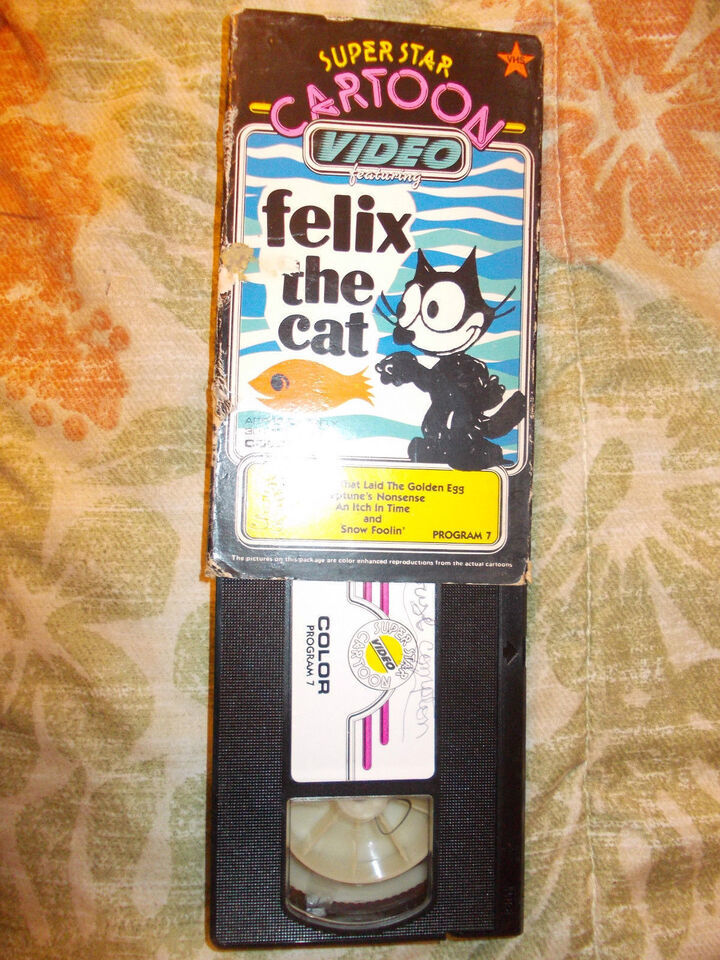 SUPER STAR
CARTOON
VHS
VIDEO
featuring
felix
the
cat
That Laid The Golden Egg
Neptune's Nonsense
An Itch In Time
and
Snow Foolin'
PROGRAM 7
The pictures on this package are color enhanced reproductions from the actual cartoons
COLOR
PROGRAM 7
SUPER STAR
VIDEO
CARTOON